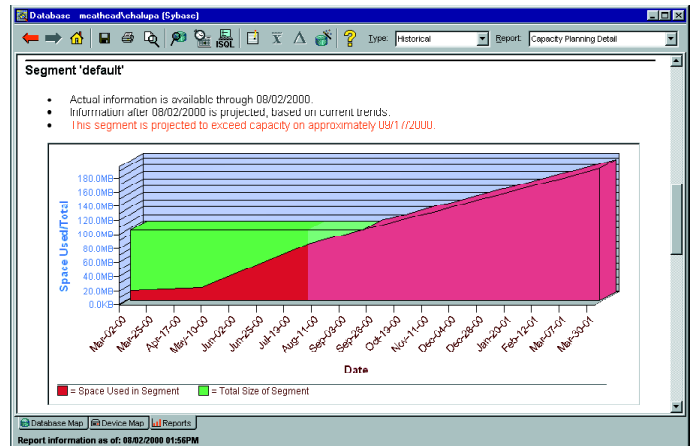 Database meathead\chalupa (Sybase)
ISQL
Type: Historical Report: Capacity Planning Detail
Segment 'default'
• Actual information is available through 08/02/2000.
• Information after 08/02/2000 is projected, based on current trends.
• This segment is projected to exceed capacity on approximately 09/17/2000.
Space Used/Total
180.0MB
160.0MB
140.0MB
120.0MB
100.0MB
80.0MB
60.0MB
40.0MB
20.0MB
0.0KB
Mar-02-00 Mar-25-00 Apr-17-00 May-10-00 Jun-02-00 Jun-25-00 Jul-19-00 Aug-11-00 Sep-03-00 Sep-28-00 Oct-19-00 Nov-11-00 Dec-04-00 Dec-28-00 Jan-20-01 Feb-12-01 Mar-07-01 Mar-30-01
Date
= Space Used in Segment = Total Size of Segment
Database Map Device Map Reports
Report information as of: 08/02/2000 01:56PM